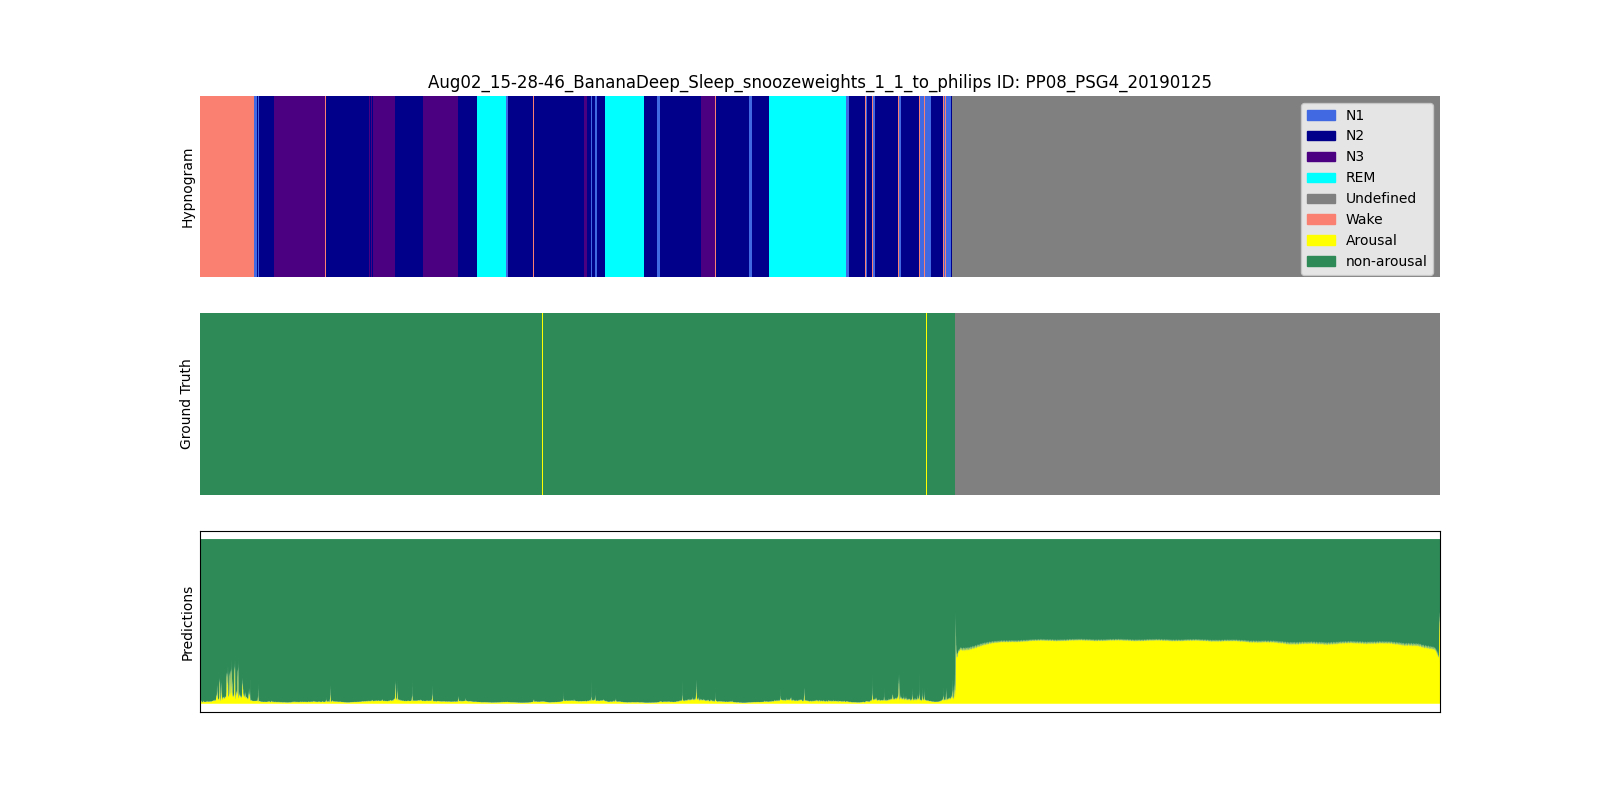 Aug02_15-28-46_BananaDeep_Sleep_snoozeweights_1_1_to_philips ID: PP08_PSG4_20190125
Hypnogram
N1
N2
N3
REM
Undefined
Wake
Arousal
non-arousal
Ground Truth
Predictions